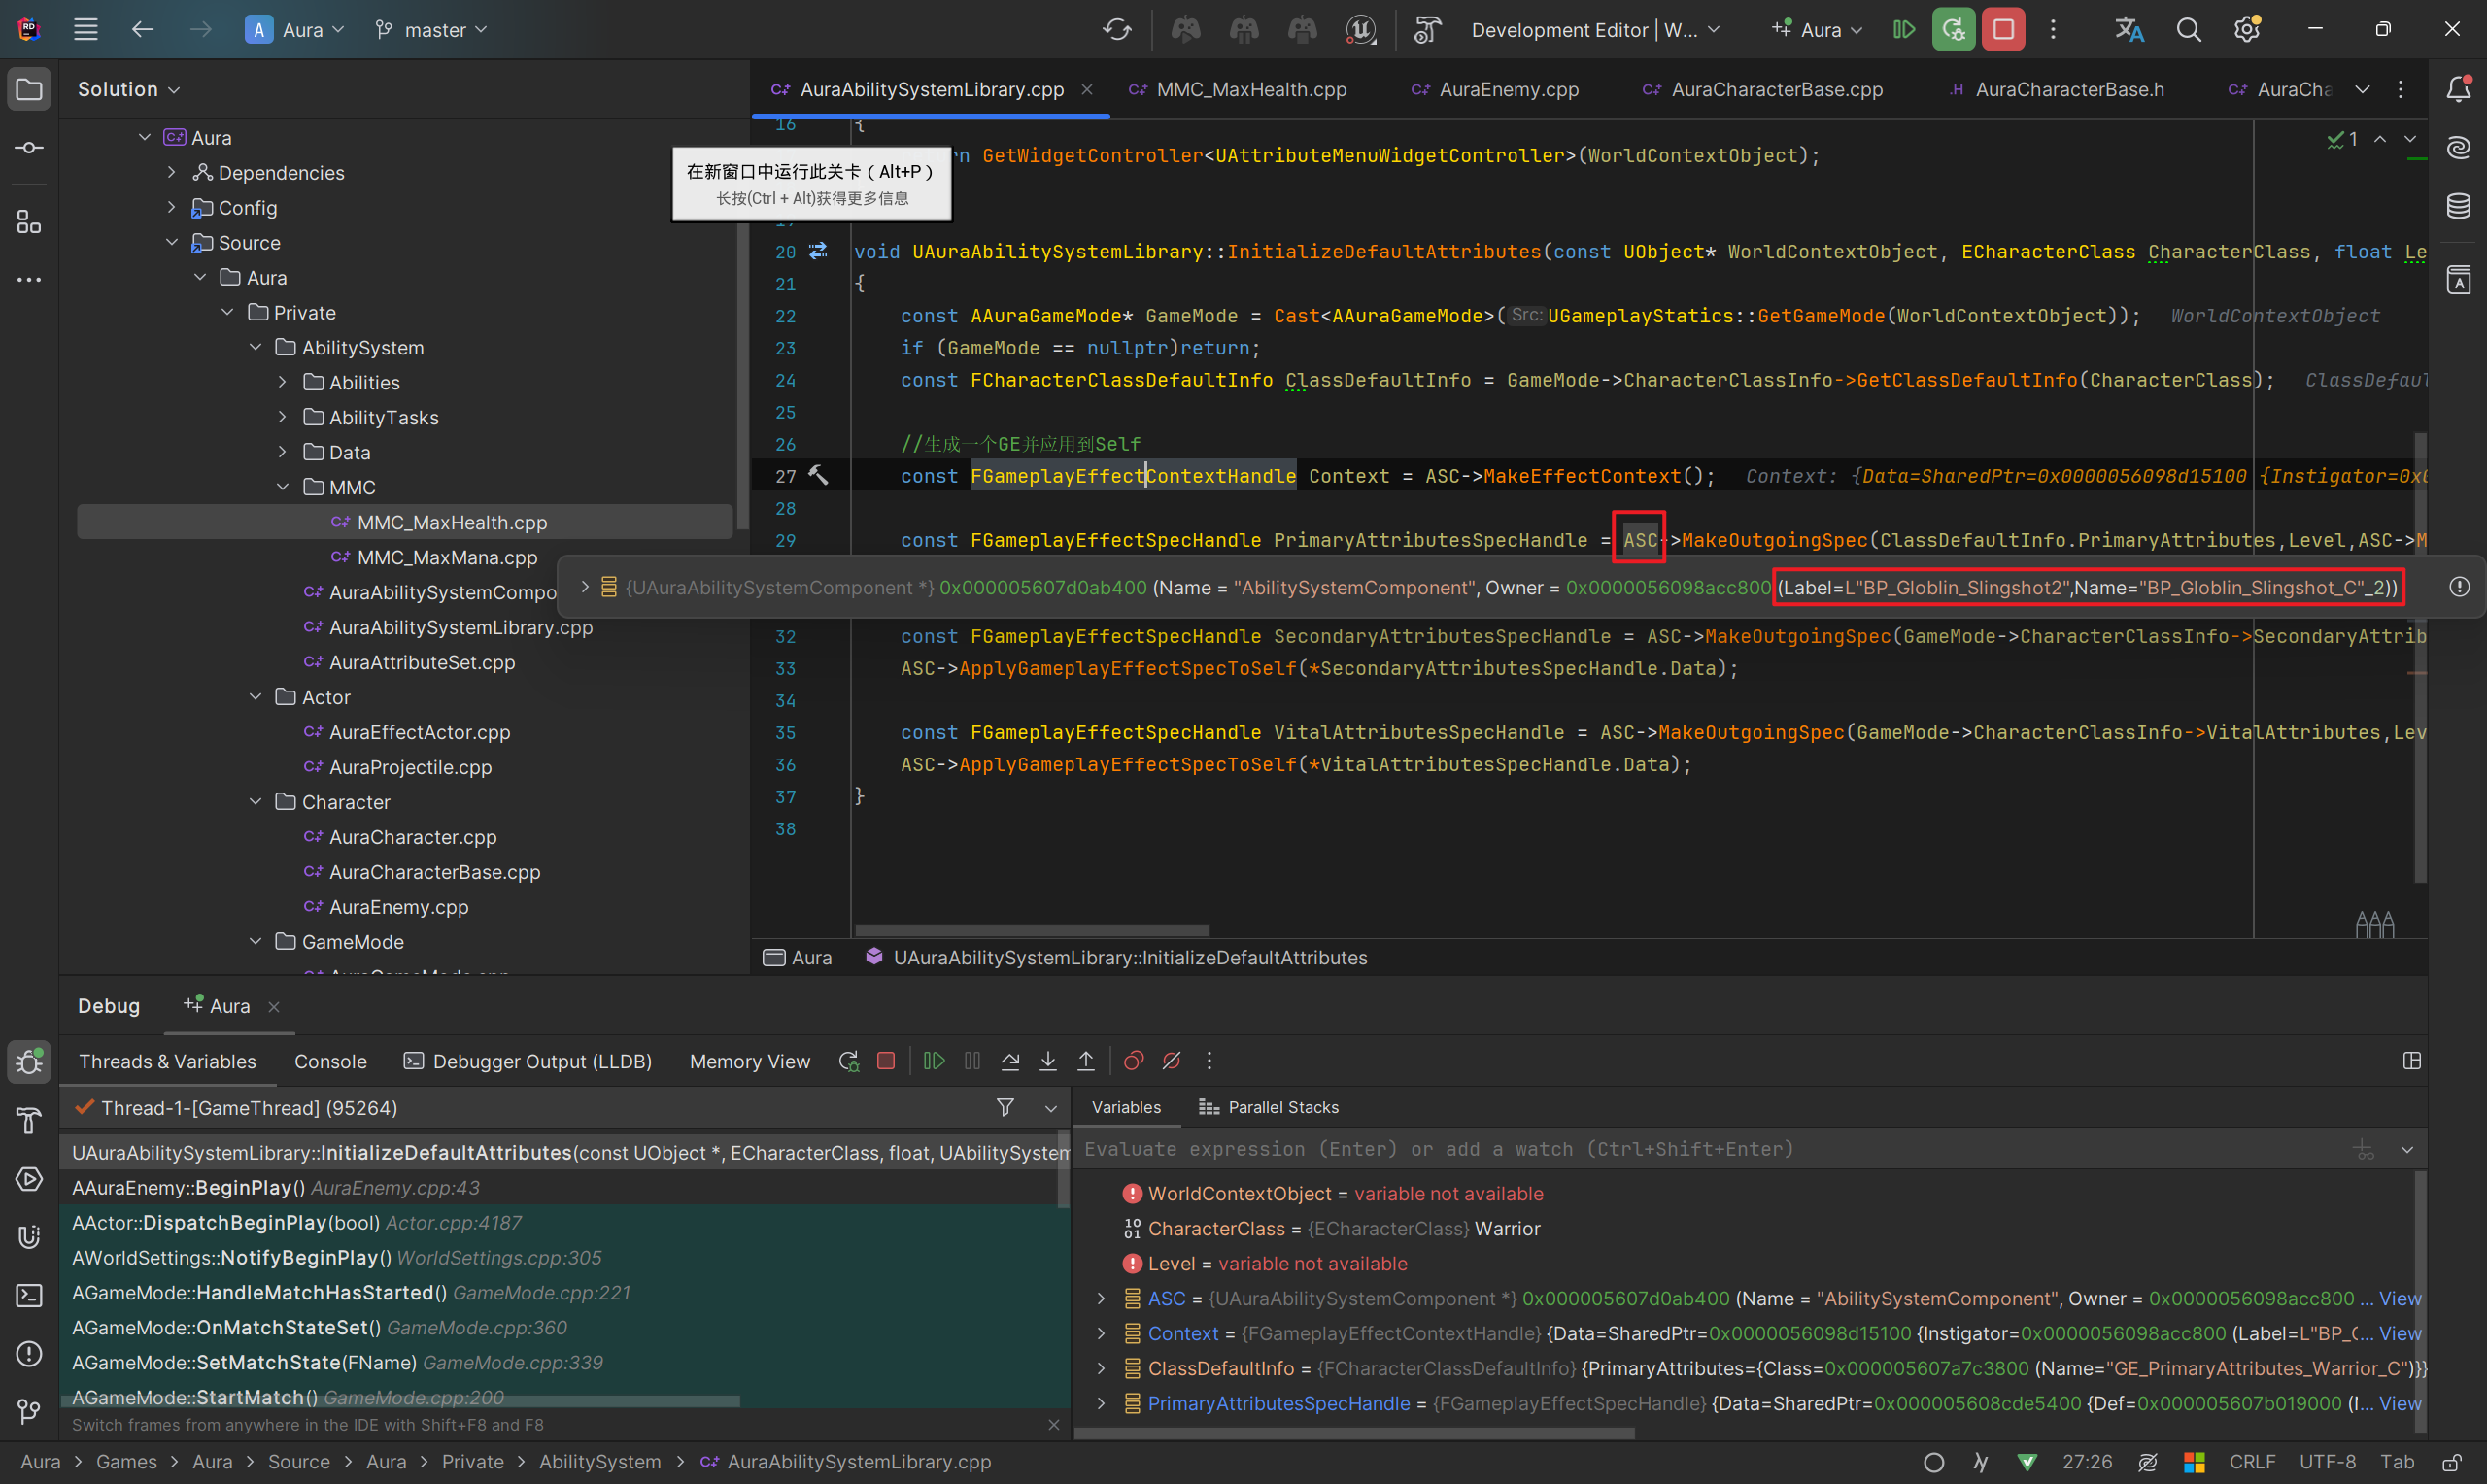 Aura
master
Development Editor | W...
Aura
Solution
Aura
Dependencies
Config
Source
Aura
Private
AbilitySystem
Abilities
AbilityTasks
Data
MMC
MMC_MaxHealth.cpp
MMC_MaxMana.cpp
AuraAbilitySystemCompo
AuraAbilitySystemLibrary.cpp
AuraAttributeSet.cpp
Actor
AuraEffectActor.cpp
AuraProjectile.cpp
Character
AuraCharacter.cpp
AuraCharacterBase.cpp
AuraEnemy.cpp
GameMode
在新窗口中运行此关卡（Alt+P）
长按(Ctrl + Alt)获得更多信息
AuraAbilitySystemLibrary.cpp
MMC_MaxHealth.cpp
AuraEnemy.cpp
AuraCharacterBase.cpp
AuraCharacterBase.h
AuraCha
1
16 {
n GetWidgetController<UAttributeMenuWidgetController>(WorldContextObject);
20 void UAuraAbilitySystemLibrary::InitializeDefaultAttributes(const UObject* WorldContextObject, ECharacterClass CharacterClass, float Le
21 {
22 const AAuraGameMode* GameMode = Cast<AAuraGameMode>(Src:UGameplayStatics::GetGameMode(WorldContextObject)); WorldContextObject
23 if (GameMode == nullptr)return;
24 const FCharacterClassDefaultInfo ClassDefaultInfo = GameMode->CharacterClassInfo->GetClassDefaultInfo(CharacterClass); ClassDefaul
25
26 //生成一个GE并应用到Self
27 const FGameplayEffectContextHandle Context = ASC->MakeEffectContext(); Context: {Data=SharedPtr=0x0000056098d15100 {Instigator=0x0
28
29 const FGameplayEffectSpecHandle PrimaryAttributesSpecHandle = ASC->MakeOutgoingSpec(ClassDefaultInfo.PrimaryAttributes,Level,ASC->M
{UAuraAbilitySystemComponent *} 0x000005607d0ab400 (Name = "AbilitySystemComponent", Owner = 0x0000056098acc800 (Label=L"BP_Globlin_Slingshot2",Name="BP_Globlin_Slingshot_C"_2))
32 const FGameplayEffectSpecHandle SecondaryAttributesSpecHandle = ASC->MakeOutgoingSpec(GameMode->CharacterClassInfo->SecondaryAttrib
33 ASC->ApplyGameplayEffectSpecToSelf(*SecondaryAttributesSpecHandle.Data);
34
35 const FGameplayEffectSpecHandle VitalAttributesSpecHandle = ASC->MakeOutgoingSpec(GameMode->CharacterClassInfo->VitalAttributes,Lev
36 ASC->ApplyGameplayEffectSpecToSelf(*VitalAttributesSpecHandle.Data);
37 }
38
Aura UAuraAbilitySystemLibrary::InitializeDefaultAttributes
Debug Aura
Threads & Variables Console Debugger Output (LLDB) Memory View
Thread-1-[GameThread] (95264)
UAuraAbilitySystemLibrary::InitializeDefaultAttributes(const UObject *, ECharacterClass, float, UAbilitySystem
AAuraEnemy::BeginPlay() AuraEnemy.cpp:43
AActor::DispatchBeginPlay(bool) Actor.cpp:4187
AWorldSettings::NotifyBeginPlay() WorldSettings.cpp:305
AGameMode::HandleMatchHasStarted() GameMode.cpp:221
AGameMode::OnMatchStateSet() GameMode.cpp:360
AGameMode::SetMatchState(FName) GameMode.cpp:339
AGameMode::StartMatch() GameMode.cpp:200
Switch frames from anywhere in the IDE with Shift+F8 and F8
Variables Parallel Stacks
Evaluate expression (Enter) or add a watch (Ctrl+Shift+Enter)
WorldContextObject = variable not available
CharacterClass = {ECharacterClass} Warrior
Level = variable not available
ASC = {UAuraAbilitySystemComponent *} 0x000005607d0ab400 (Name = "AbilitySystemComponent", Owner = 0x0000056098acc800 ... View
Context = {FGameplayEffectContextHandle} {Data=SharedPtr=0x0000056098d15100 {Instigator=0x0000056098acc800 (Label=L"BP_(... View
ClassDefaultInfo = {FCharacterClassDefaultInfo} {PrimaryAttributes={Class=0x000005607a7c3800 (Name="GE_PrimaryAttributes_Warrior_C")}}
PrimaryAttributesSpecHandle = {FGameplayEffectSpecHandle} {Data=SharedPtr=0x000005608cde5400 {Def=0x000005607b019000 (I... View
Aura > Games > Aura > Source > Aura > Private > AbilitySystem > AuraAbilitySystemLibrary.cpp
27:26 CRLF UTF-8 Tab